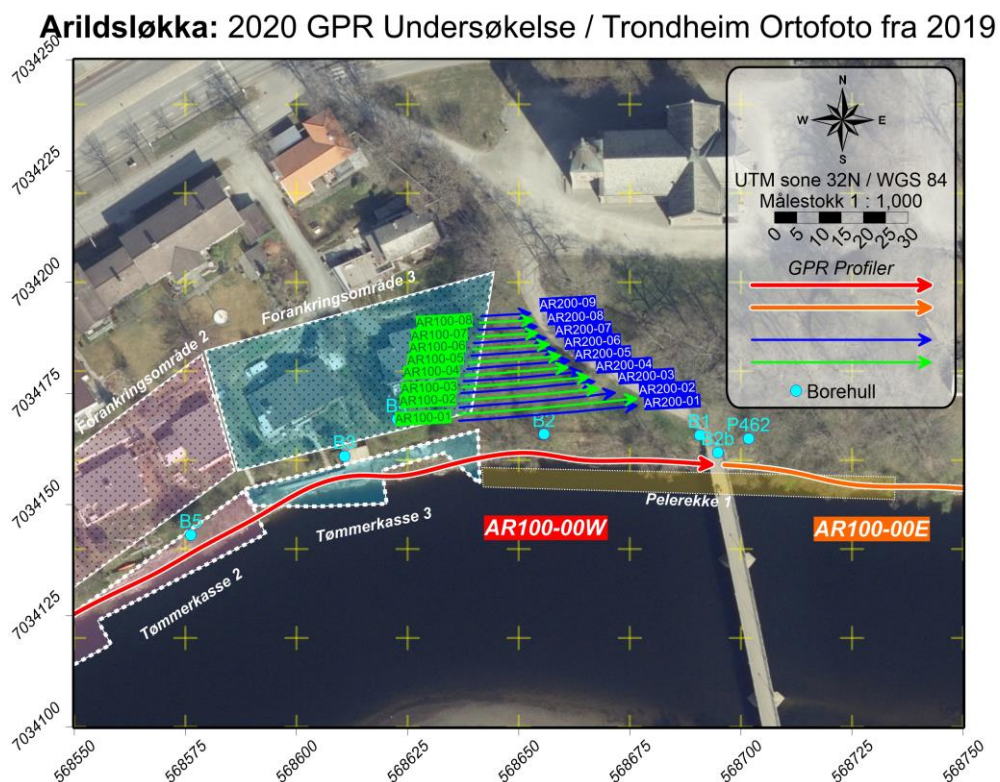 Arildsløkka: 2020 GPR Undersøkelse / Trondheim Ortofoto fra 2019
7034250
7034225
7034200
7034175
7034150
7034125
7034100
568550
568575
568600
568625
568650
568675
568700
568725
568750
N
W E
S
UTM sone 32N / WGS 84
Målestokk 1 : 1,000
0 5 10 15 20 25 30
GPR Profiler
Borehull
Forankringsområde 3
Forankringsområde 2
AR100-08
AR100-07
AR100-06
AR100-05
AR100-04
AR100-03
AR100-02
AR100-01
AR200-09
AR200-08
AR200-07
AR200-06
AR200-05
AR200-04
AR200-03
AR200-02
AR200-01
B3
B2
B1
B2b
P462
B5
Pelerekke 1
Tømmerkasse 3
Tømmerkasse 2
AR100-00W
AR100-00E